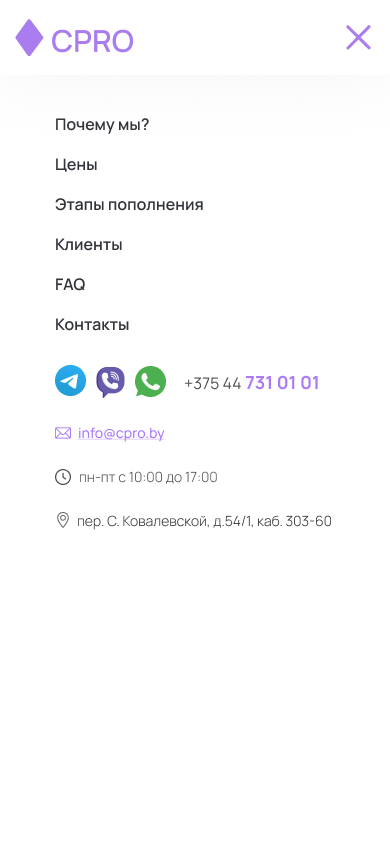 CPRO
Почему мы?
Цены
Этапы пополнения
Клиенты
FAQ
Контакты
+375 44 731 01 01
info@cpro.by
пн-пт с 10:00 до 17:00
пер. С. Ковалевской, д.54/1, каб. 303-60